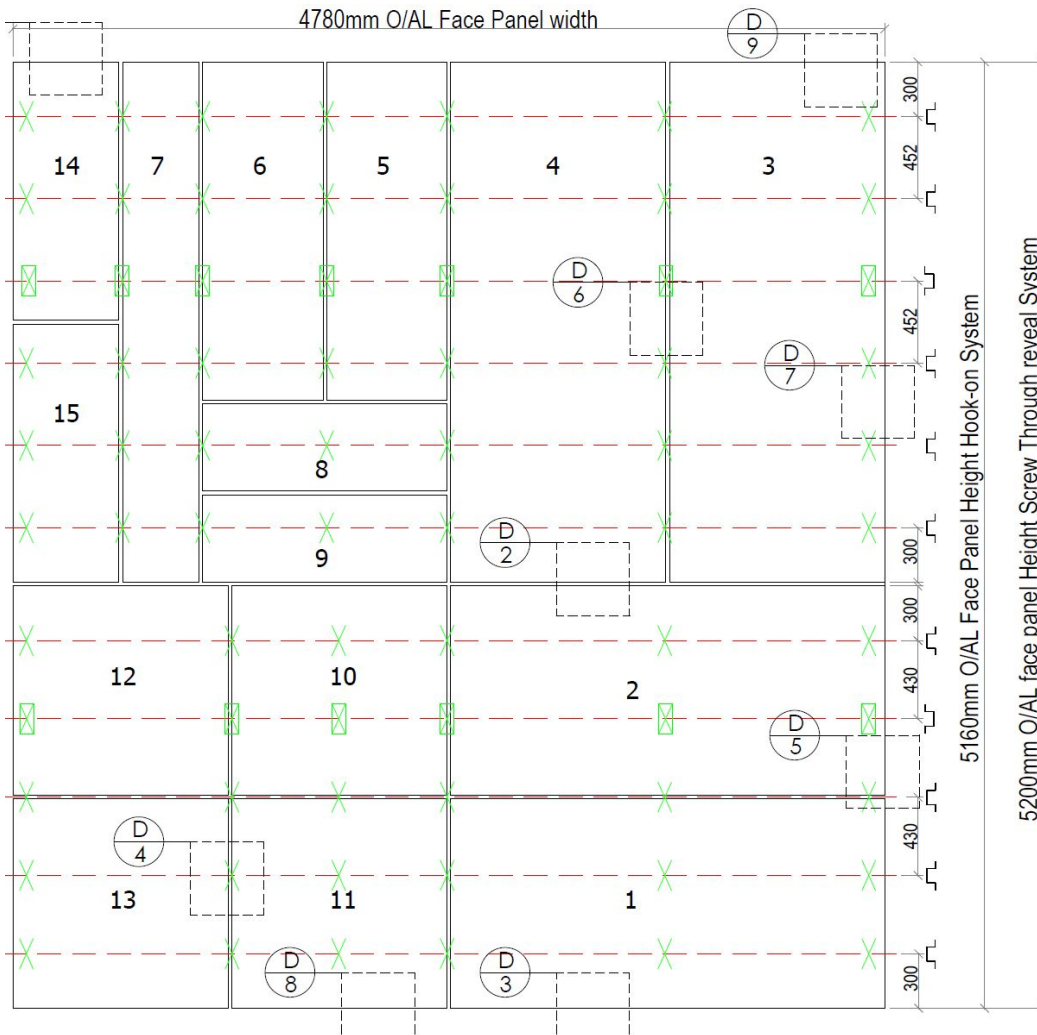 4780mm O/AL Face Panel width
D
9
300
14
7
6
5
4
3
452
D
6
452
D
7
15
8
9
D
2
300
300
12
10
2
430
D
5
D
4
430
13
11
1
D
8
D
3
300
5160mm O/AL Face Panel Height Hook-on System
5200mm O/AL face panel Height Screw Through reveal System